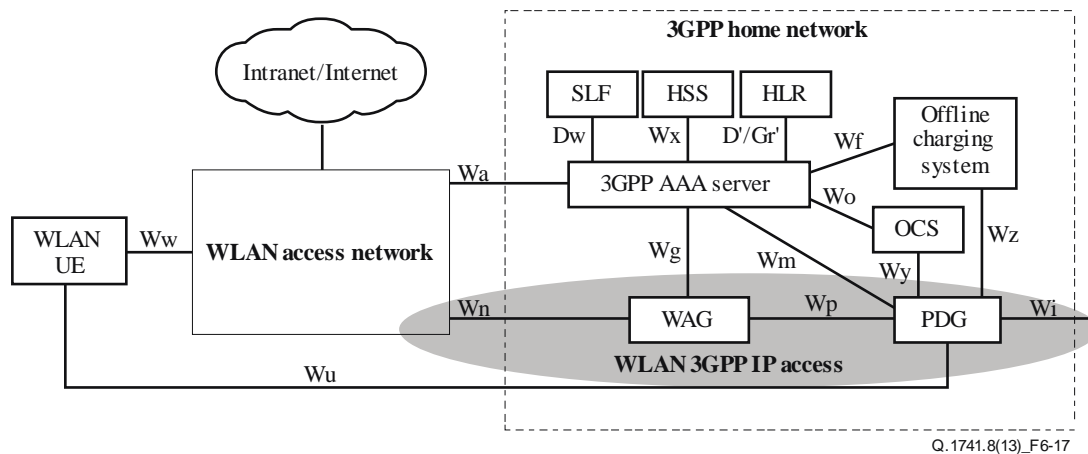 3GPP home network
Intranet/Internet
SLF
HSS
HLR
Offline
charging
system
Dw
Wx
D'/Gr'
Wf
Wa
3GPP AAA server
Wo
WLAN
UE
Ww
WLAN access network
OCS
Wg
Wm
Wy
Wz
Wn
WAG
Wp
PDG
Wi
WLAN 3GPP IP access
Wu
Q.1741.8(13)_F6-17